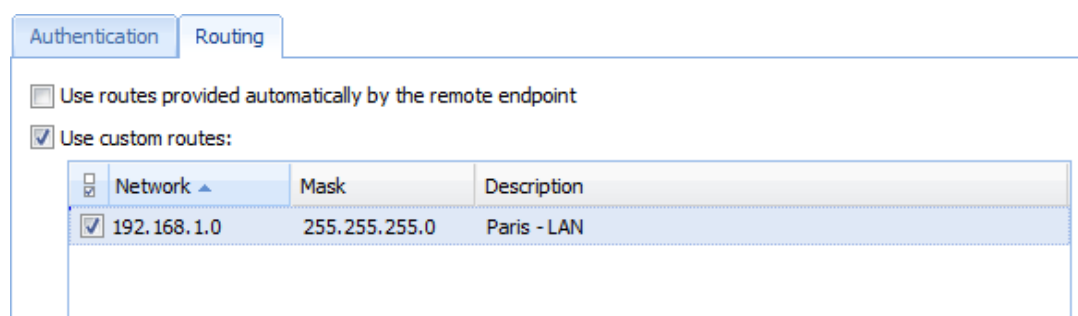 Authentication Routing
Use routes provided automatically by the remote endpoint
Use custom routes:
Network Mask Description
192.168.1.0 255.255.255.0 Paris - LAN